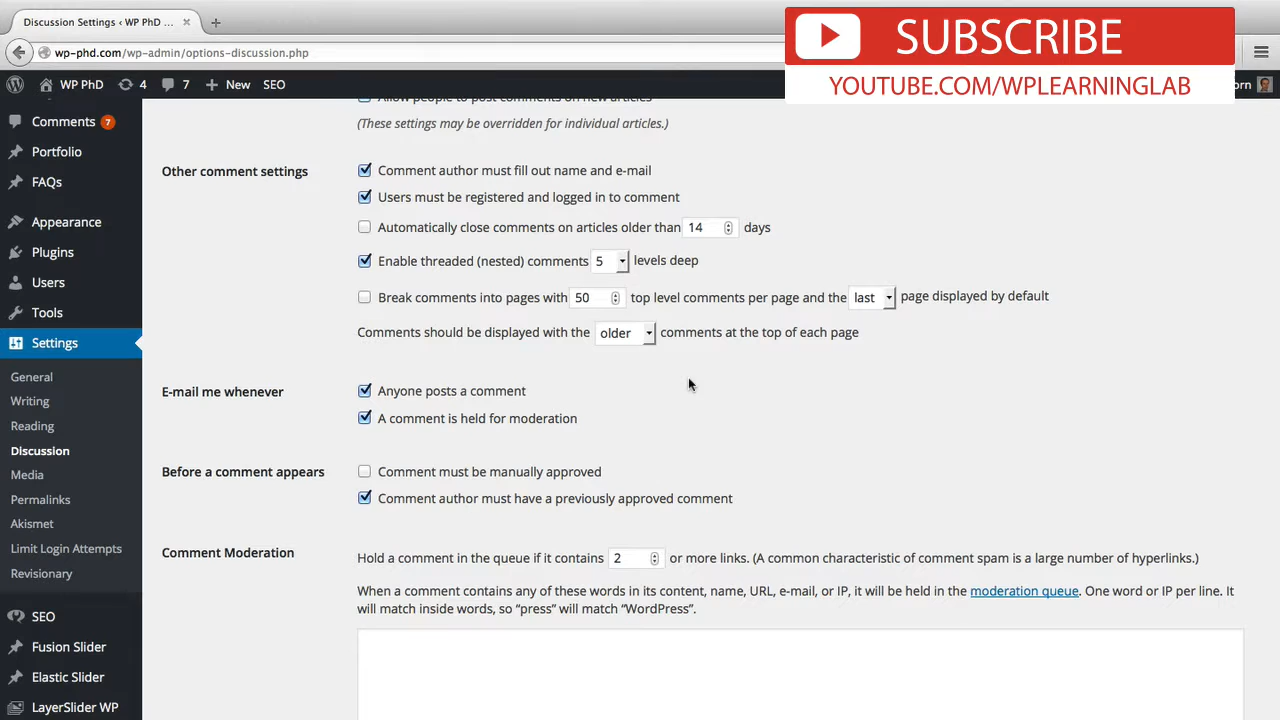 Discussion Settings ‹ WP PhD ...
SUBSCRIBE
wp-phd.com/wp-admin/options-discussion.php
YOUTUBE.COM/WPLEARNINGLAB
WP PhD
4
7
New
SEO
Allow people to post comments on new articles
Comments 7
(These settings may be overridden for individual articles.)
Portfolio
FAQs
Other comment settings
Comment author must fill out name and e-mail
Users must be registered and logged in to comment
Appearance
Automatically close comments on articles older than 14 days
Plugins
Enable threaded (nested) comments 5 levels deep
Users
Break comments into pages with 50 top level comments per page and the last page displayed by default
Tools
Comments should be displayed with the older comments at the top of each page
Settings
General
E-mail me whenever
Anyone posts a comment
Writing
A comment is held for moderation
Reading
Discussion
Before a comment appears
Comment must be manually approved
Media
Comment author must have a previously approved comment
Permalinks
Akismet
Limit Login Attempts
Comment Moderation
Hold a comment in the queue if it contains 2 or more links. (A common characteristic of comment spam is a large number of hyperlinks.)
Revisionary
When a comment contains any of these words in its content, name, URL, e-mail, or IP, it will be held in the moderation queue. One word or IP per line. It
will match inside words, so “press” will match “WordPress”.
SEO
Fusion Slider
Elastic Slider
LayerSlider WP